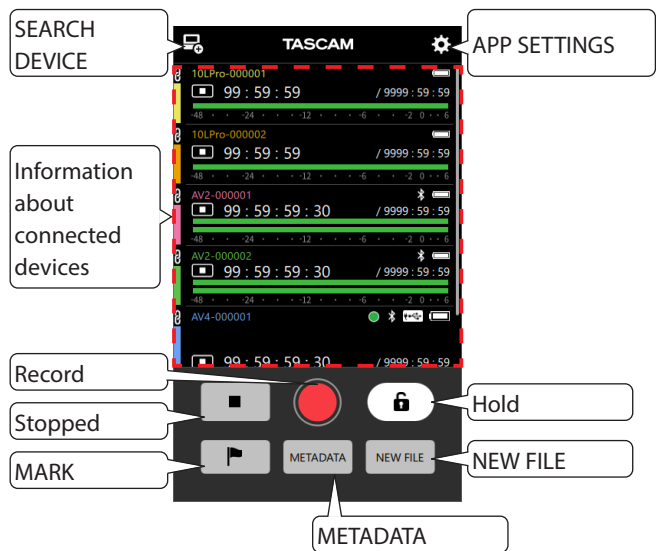 SEARCH
DEVICE
TASCAM
APP SETTINGS
10LPro-000001
99 : 59 : 59 / 9999 : 59 : 59
-48 -24 -12 -6 -2 0 6
10LPro-000002
99 : 59 : 59 / 9999 : 59 : 59
-48 -24 -12 -6 -2 0 6
Information
about
connected
devices
AV2-000001
99 : 59 : 59 : 30 / 9999 : 59 : 59
-48 -24 -12 -6 -2 0 6
AV2-000002
99 : 59 : 59 : 30 / 9999 : 59 : 59
-48 -24 -12 -6 -2 0 6
AV4-000001
99 : 59 : 59 : 30 / 9999 : 59 : 59
Record
Stopped
Hold
MARK
METADATA
NEW FILE
NEW FILE
METADATA